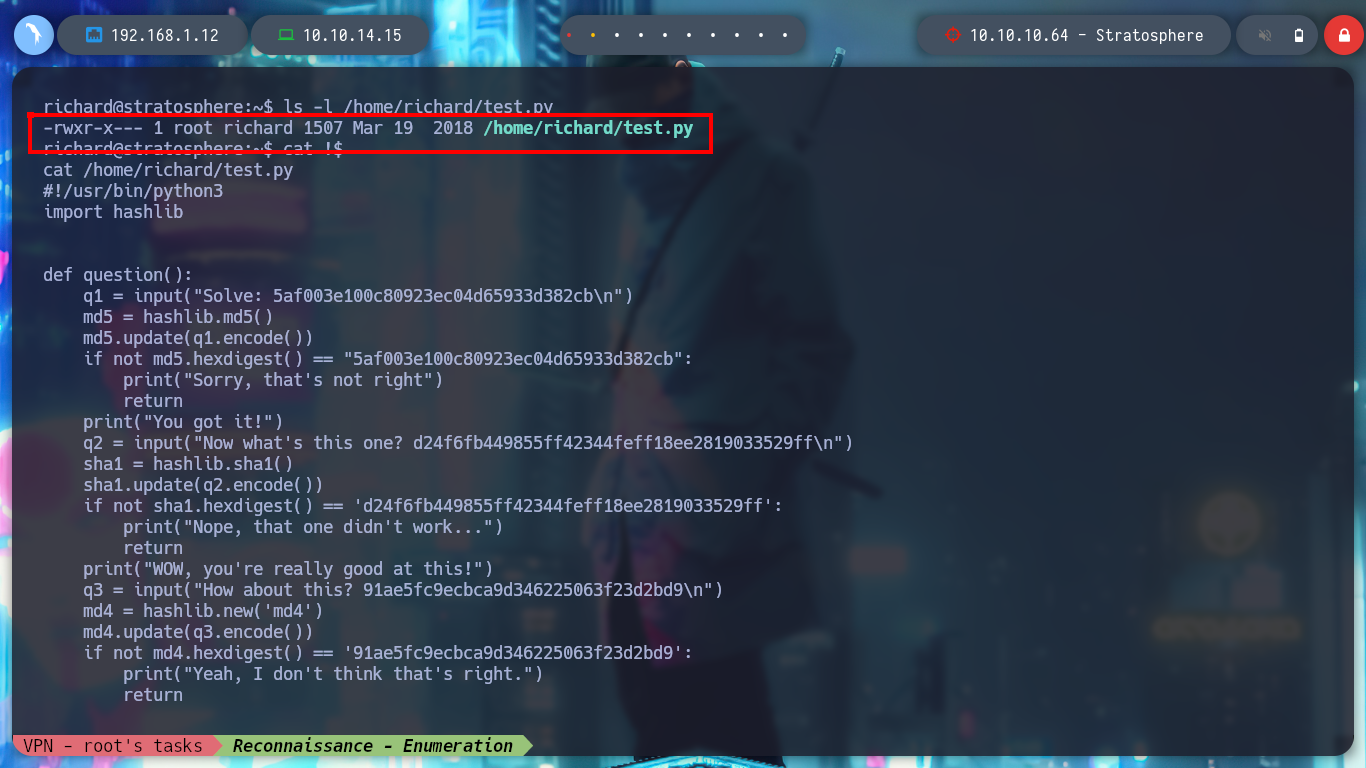 192.168.1.12
10.10.14.15
10.10.10.64 - Stratosphere
richard@stratosphere:~$ ls -l /home/richard/test.py
-rwxr-x--- 1 root richard 1507 Mar 19  2018 /home/richard/test.py
richard@stratosphere:~$ cat !$
cat /home/richard/test.py
#!/usr/bin/python3
import hashlib
def question():
    q1 = input("Solve: 5af003e100c80923ec04d65933d382cb\n")
    md5 = hashlib.md5()
    md5.update(q1.encode())
    if not md5.hexdigest() == "5af003e100c80923ec04d65933d382cb":
        print("Sorry, that's not right")
        return
    print("You got it!")
    q2 = input("Now what's this one? d24f6fb449855ff42344feff18ee2819033529ff\n")
    sha1 = hashlib.sha1()
    sha1.update(q2.encode())
    if not sha1.hexdigest() == 'd24f6fb449855ff42344feff18ee2819033529ff':
        print("Nope, that one didn't work...")
        return
    print("WOW, you're really good at this!")
    q3 = input("How about this? 91ae5fc9ecbca9d346225063f23d2bd9\n")
    md4 = hashlib.new('md4')
    md4.update(q3.encode())
    if not md4.hexdigest() == '91ae5fc9ecbca9d346225063f23d2bd9':
        print("Yeah, I don't think that's right.")
        return
VPN - root's tasks
Reconnaissance - Enumeration